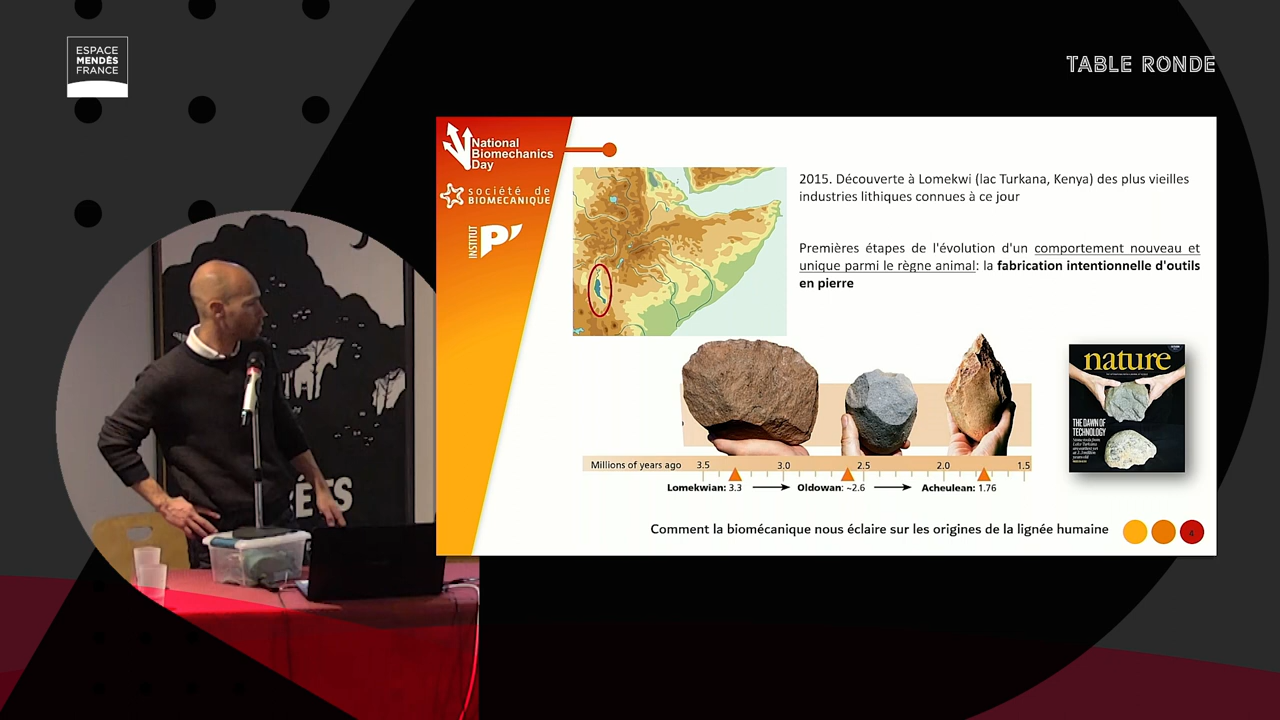 ESPACE
MENDÈS
FRANCE
TABLE RONDE
National
Biomechanics
Day
société de
BIOMECANIQUE
INSTITUT
P'
2015. Découverte à Lomekwi (lac Turkana, Kenya) des plus vieilles
industries lithiques connues à ce jour
Premières étapes de l'évolution d'un comportement nouveau et
unique parmi le règne animal: la fabrication intentionnelle d'outils
en pierre
nature
THE DAWN OF
TECHNOLOGY
Millions of years ago 3.5 3.0 2.5 2.0 1.5
Lomekwian: 3.3 Oldowan: ~2.6 Acheulean: 1.76
Comment la biomécanique nous éclaire sur les origines de la lignée humaine
4
ÊTS